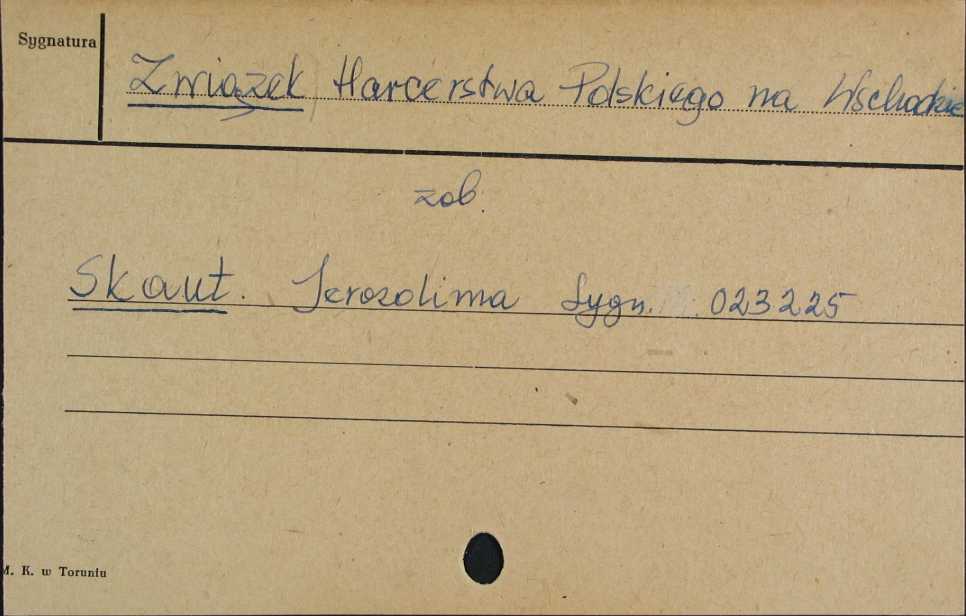 Sygnatura
Związek Harcerstwa Polskiego na Wschodzie
zob.
Skaut. Jerozolima Sygn. 023225
M. K. w Toruniu